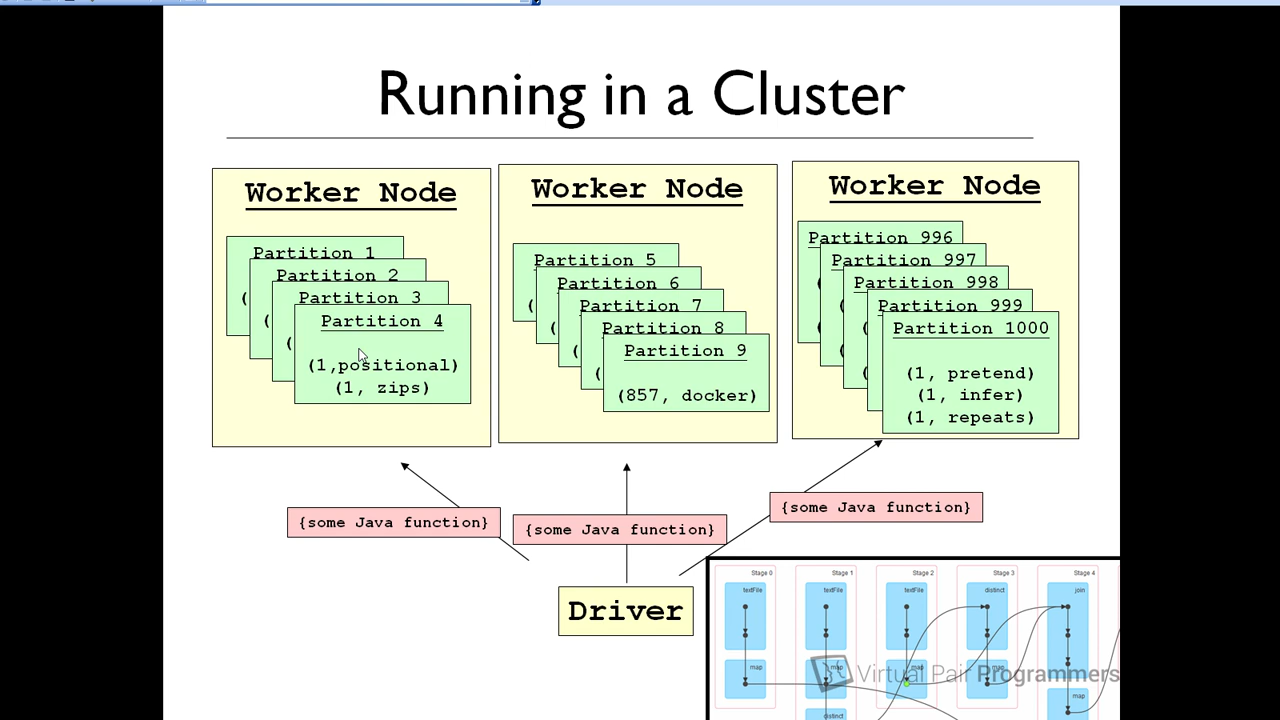 Running in a Cluster
Worker Node
Partition 1
(
Partition 2
(
Partition 3
(
Partition 4
(1,positional)
(1, zips)
Worker Node
Partition 5
(
Partition 6
(
Partition 7
(
Partition 8
(
Partition 9
(857, docker)
Worker Node
Partition 996
(
Partition 997
(
Partition 998
(
Partition 999
(
Partition 1000
(1, pretend)
(1, infer)
(1, repeats)
{some Java function}
{some Java function}
{some Java function}
Driver
Stage 0
textFile
map
Stage 1
textFile
map
distinct
Stage 2
textFile
map
Stage 3
distinct
map
Stage 4
join
map
Virtual Pair Programmers